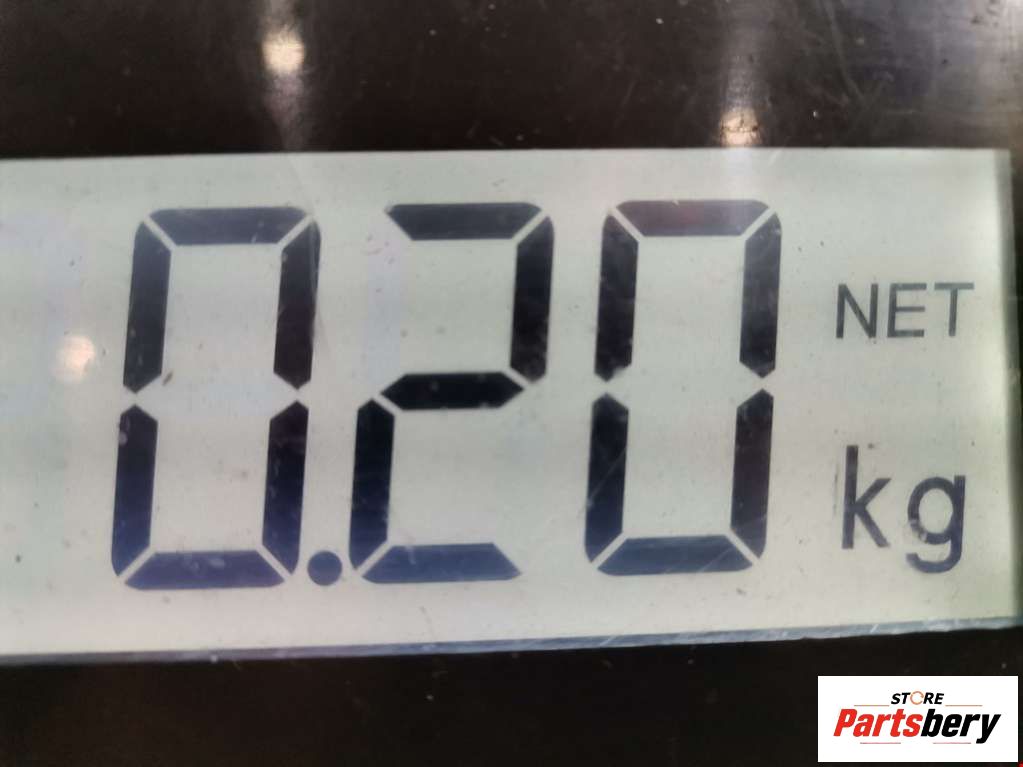 0.20 NET
kg
STORE
Partsbery